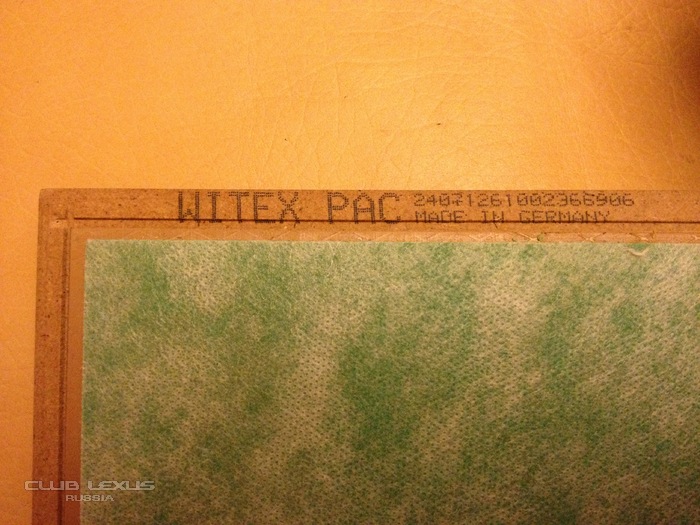 WITEX PAC
24071261002366906
MADE IN GERMANY
CLUB LEXUS
RUSSIA